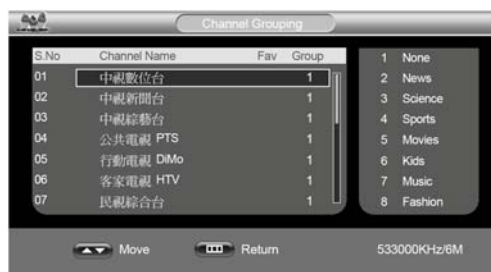 Channel Grouping
S.No Channel Name Fav Group
01 中視數位台 1
02 中視新聞台 1
03 中視綜藝台 1
04 公共電視 PTS 1
05 行動電視 DiMo 1
06 客家電視 HTV 1
07 民視綜合台 1
1 None
2 News
3 Science
4 Sports
5 Movies
6 Kids
7 Music
8 Fashion
Move Return 533000KHz/6M